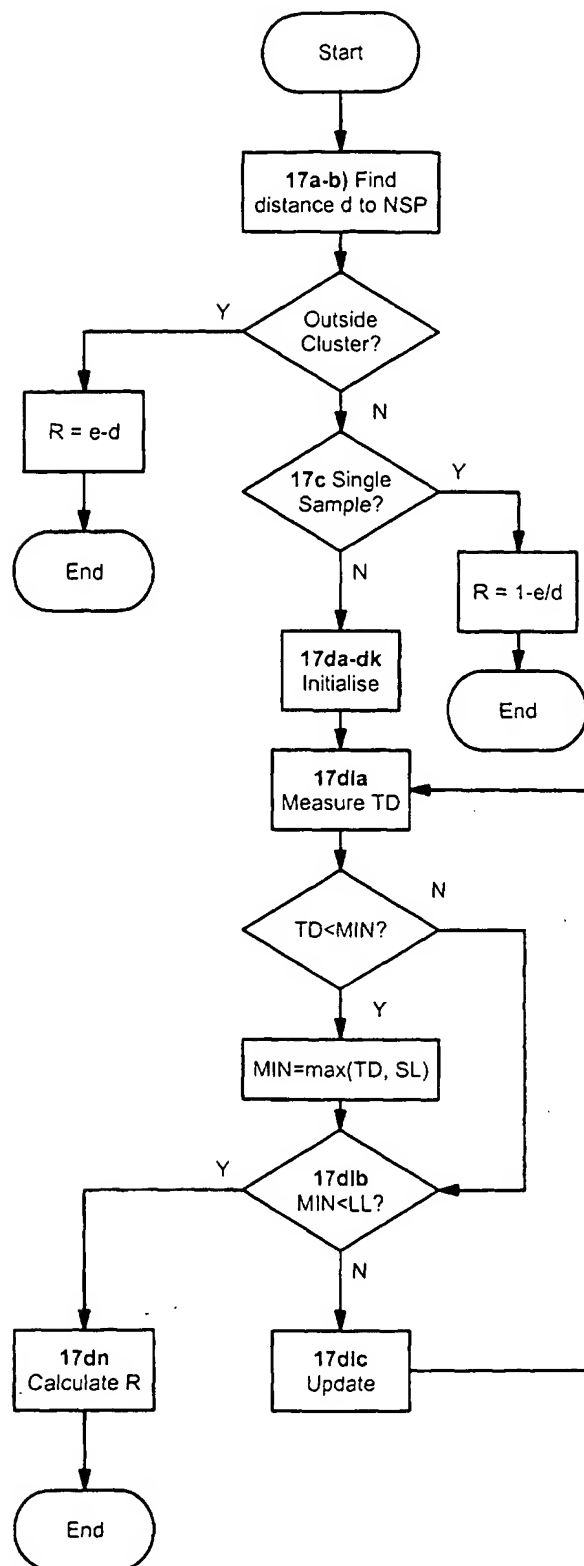 Start
17a-b) Find
distance d to NSP
Y
Outside
Cluster?
N
R = e-d
17c Single
Sample?
Y
End
N
R = 1-e/d
17da-dk
Initialise
End
17dla
Measure TD
N
TD<MIN?
Y
MIN=max(TD, SL)
Y
17dlb
MIN<LL?
N
17dn
Calculate R
17dlc
Update
End